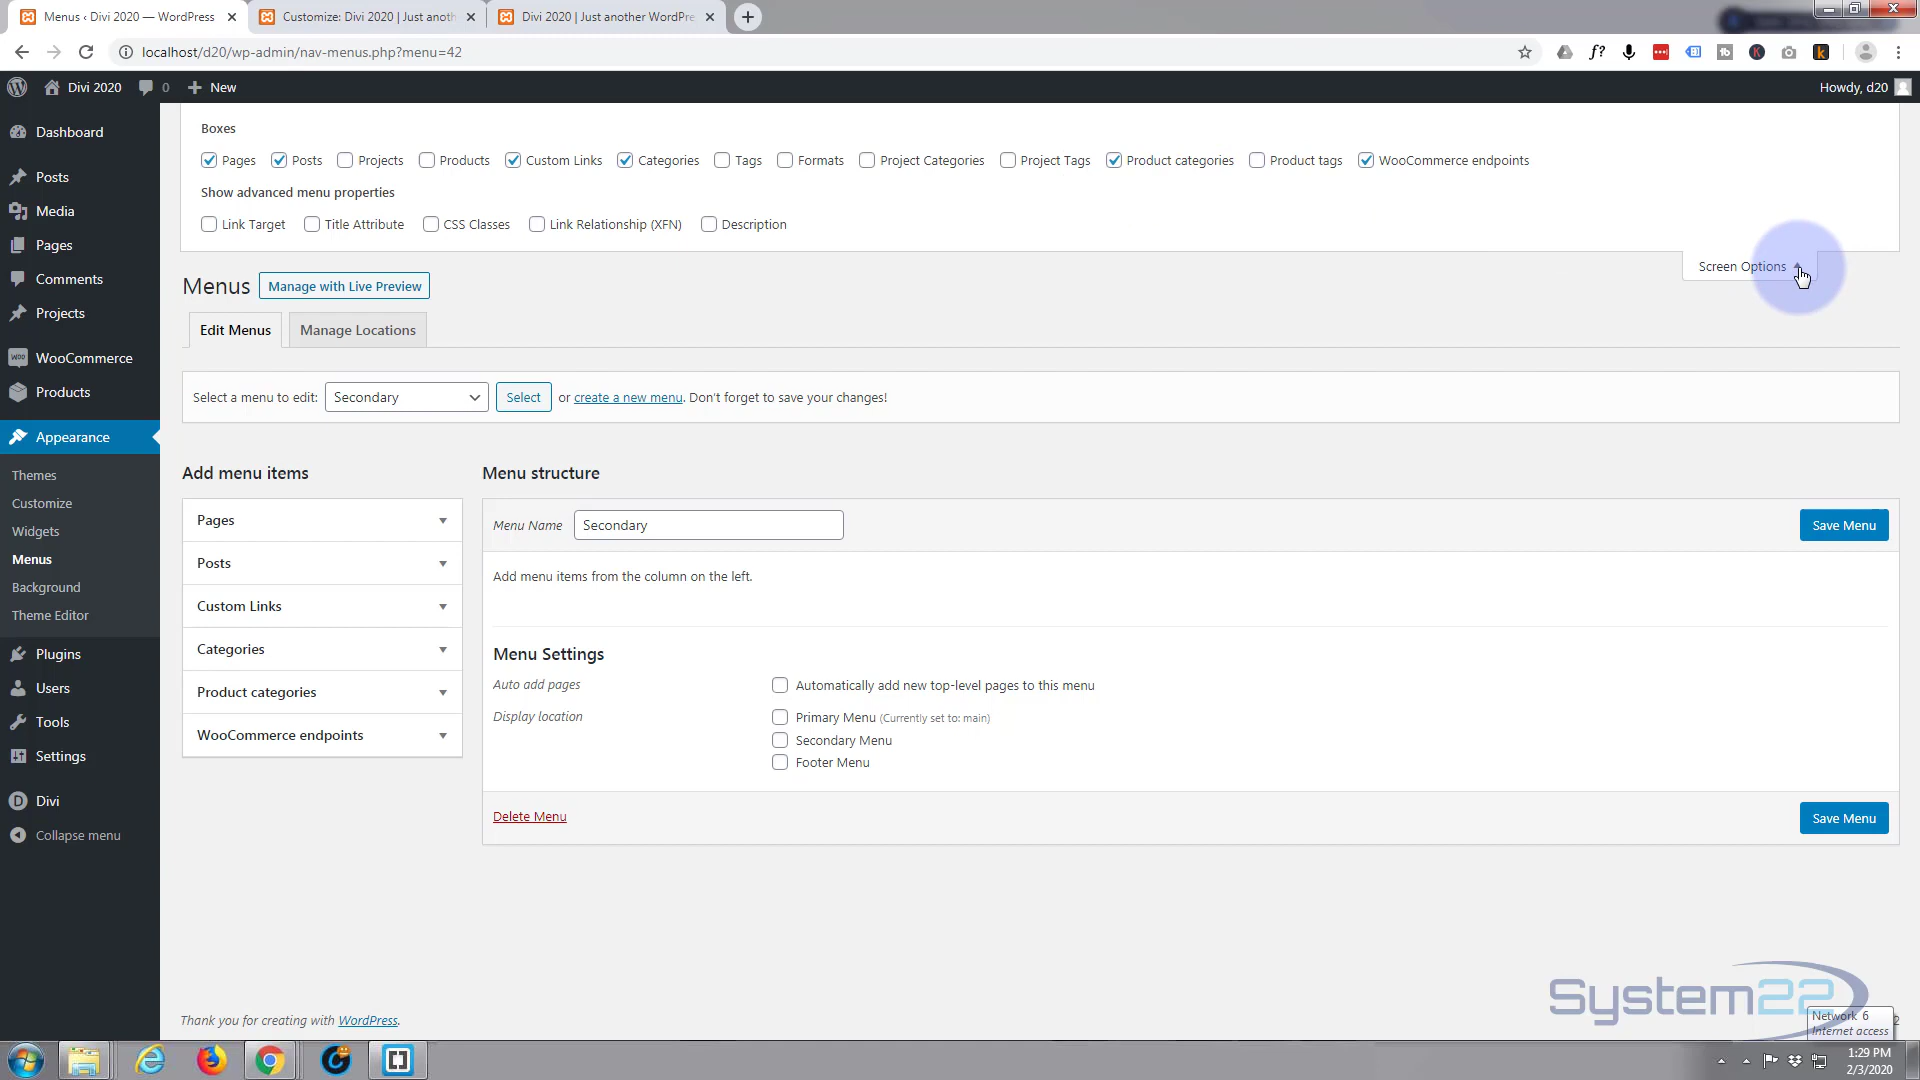 Menus ‹ Divi 2020 — WordPress
Customize: Divi 2020 | Just anoth
Divi 2020 | Just another WordPre
localhost/d20/wp-admin/nav-menus.php?menu=42
f?
tb
K
k
Divi 2020
0
New
Howdy, d20
Dashboard
Posts
Media
Pages
Comments
Projects
WOO
WooCommerce
Products
Appearance
Themes
Customize
Widgets
Menus
Background
Theme Editor
Plugins
Users
Tools
Settings
D
Divi
Collapse menu
Boxes
Pages
Posts
Projects
Products
Custom Links
Categories
Tags
Formats
Project Categories
Project Tags
Product categories
Product tags
WooCommerce endpoints
Show advanced menu properties
Link Target
Title Attribute
CSS Classes
Link Relationship (XFN)
Description
Screen Options
Menus
Manage with Live Preview
Edit Menus
Manage Locations
Select a menu to edit:
Secondary
Select
or create a new menu. Don't forget to save your changes!
Add menu items
Pages
Posts
Custom Links
Categories
Product categories
WooCommerce endpoints
Menu structure
Menu Name
Secondary
Save Menu
Add menu items from the column on the left.
Menu Settings
Auto add pages
Automatically add new top-level pages to this menu
Display location
Primary Menu (Currently set to: main)
Secondary Menu
Footer Menu
Delete Menu
Save Menu
System22
Thank you for creating with WordPress.
Network 6
Internet access
2
1:29 PM
2/3/2020